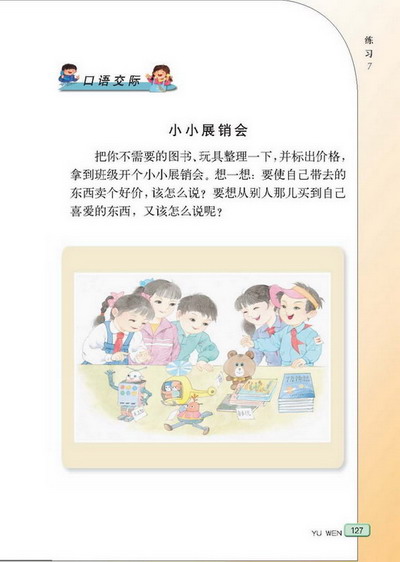 练习7
口语交际
小小展销会
把你不需要的图书、玩具整理一下，并标出价格，
拿到班级开个小小展销会。想一想：要使自己带去的
东西卖个好价，该怎么说？要想从别人那儿买到自己
喜爱的东西，又该怎么说呢？
YU WEN 127